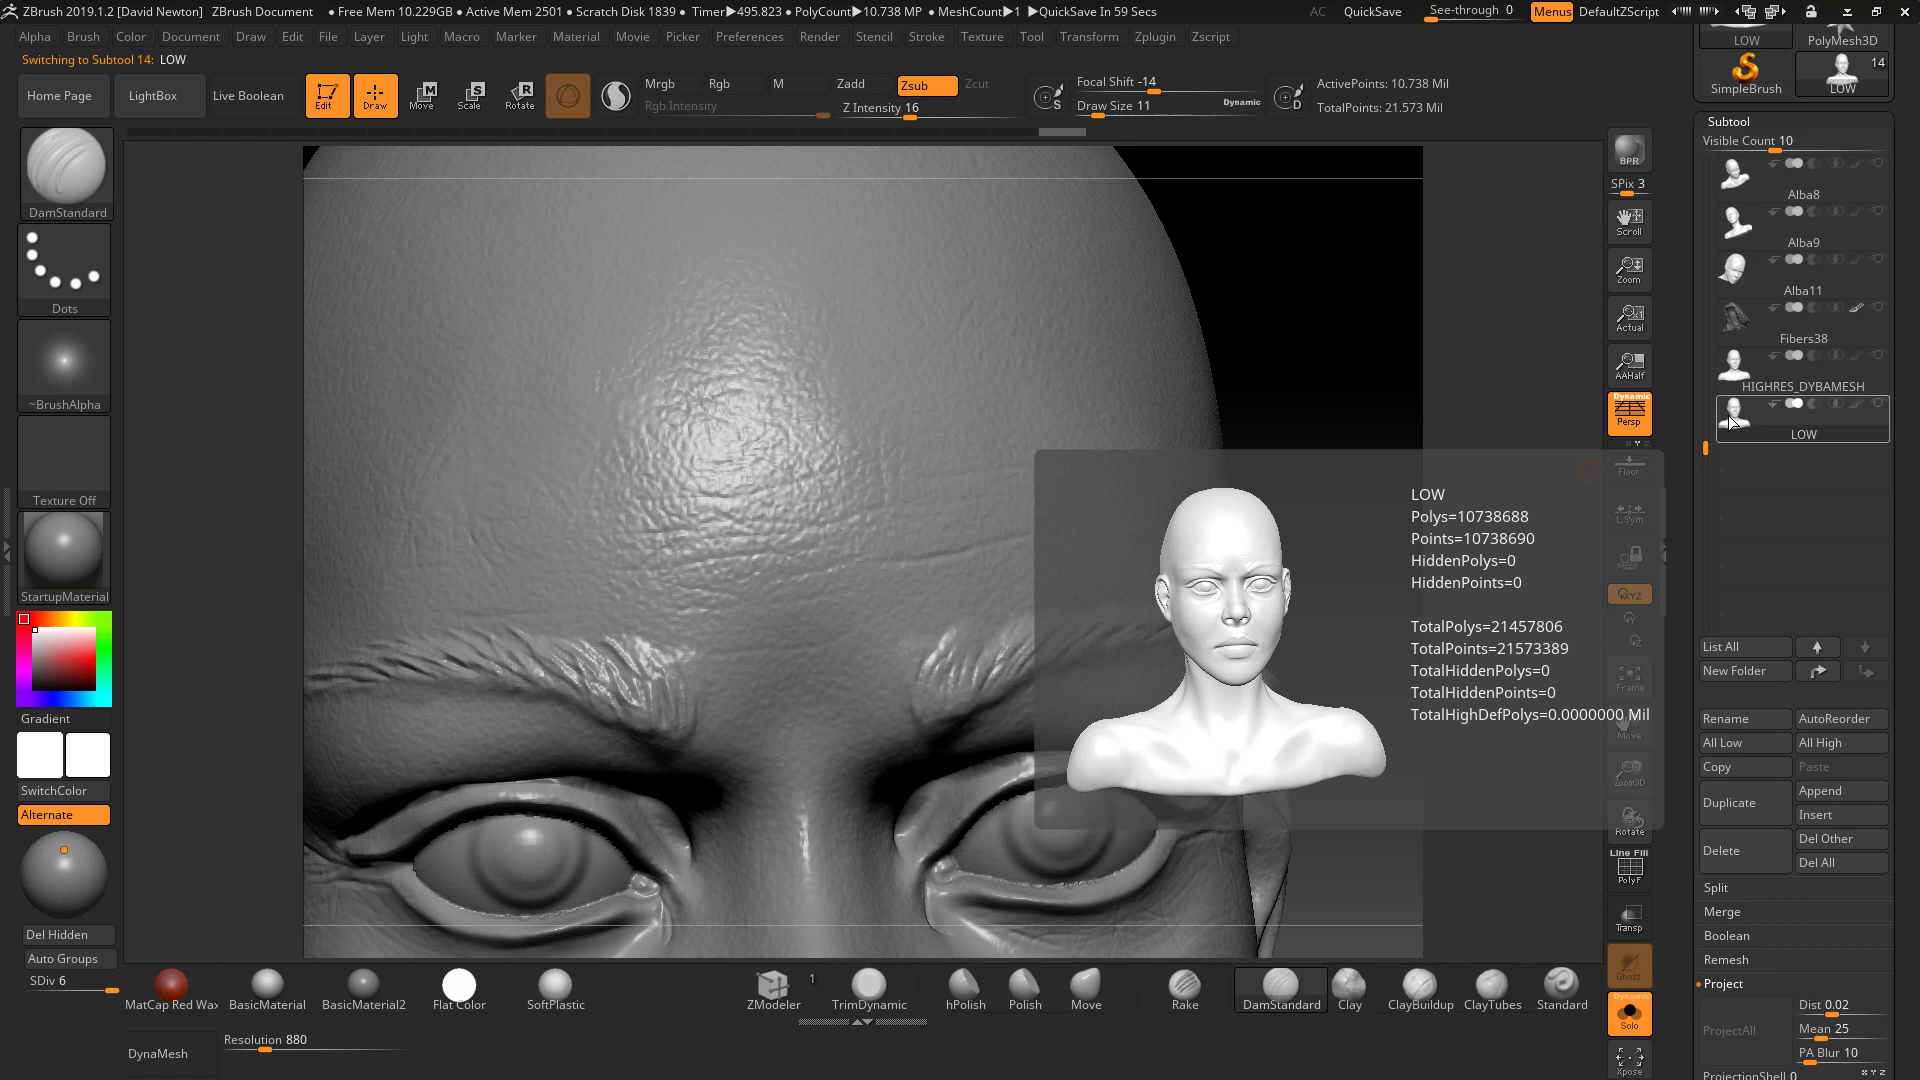 ZBrush 2019.1.2 [David Newton] ZBrush Document • Free Mem 10.229GB • Active Mem 2501 • Scratch Disk 1839 • Timer▶495.823 • PolyCount▶10.738 MP • MeshCount▶1 ▶QuickSave In 59 Secs AC QuickSave See-through 0 Menus DefaultZScript
Alpha Brush Color Document Draw Edit File Layer Light Macro Marker Material Movie Picker Preferences Render Stencil Stroke Texture Tool Transform Zplugin Zscript
Switching to Subtool 14: LOW
LOW PolyMesh3D
14
SimpleBrush LOW
Home Page LightBox Live Boolean Edit Draw Move Scale Rotate
Mrgb Rgb M Zadd Zsub Zcut
Rgb Intensity Z Intensity 16
Focal Shift -14
Draw Size 11 Dynamic
S D
ActivePoints: 10.738 Mil
TotalPoints: 21.573 Mil
DamStandard
Dots
~BrushAlpha
Texture Off
StartupMaterial
Gradient
SwitchColor
Alternate
Del Hidden
Auto Groups
SDiv 6
BPR
SPix 3
Scroll
Zoom
Actual
AAHalf
Dynamic
Persp
Floor
L.Sym
XYZ
Frame
Move
Zoom3D
Rotate
Line Fill
PolyF
Transp
Ghost
Dynamic
Solo
Xpose
LOW
Polys=10738688
Points=10738690
HiddenPolys=0
HiddenPoints=0
TotalPolys=21457806
TotalPoints=21573389
TotalHiddenPolys=0
TotalHiddenPoints=0
TotalHighDefPolys=0.0000000 Mil
Subtool
Visible Count 10
Alba8
Alba9
Alba11
Fibers38
HIGHRES_DYBAMESH
LOW
List All
New Folder
Rename AutoReorder
All Low All High
Copy Paste
Duplicate Append
Insert
Delete Del Other
Del All
Split
Merge
Boolean
Remesh
Project
ProjectAll Dist 0.02
Mean 25
PA Blur 10
ProjectionShell 0
MatCap Red Wax BasicMaterial BasicMaterial2 Flat Color SoftPlastic ZModeler 1 TrimDynamic hPolish Polish Move Rake DamStandard Clay ClayBuildup ClayTubes Standard
DynaMesh Resolution 880